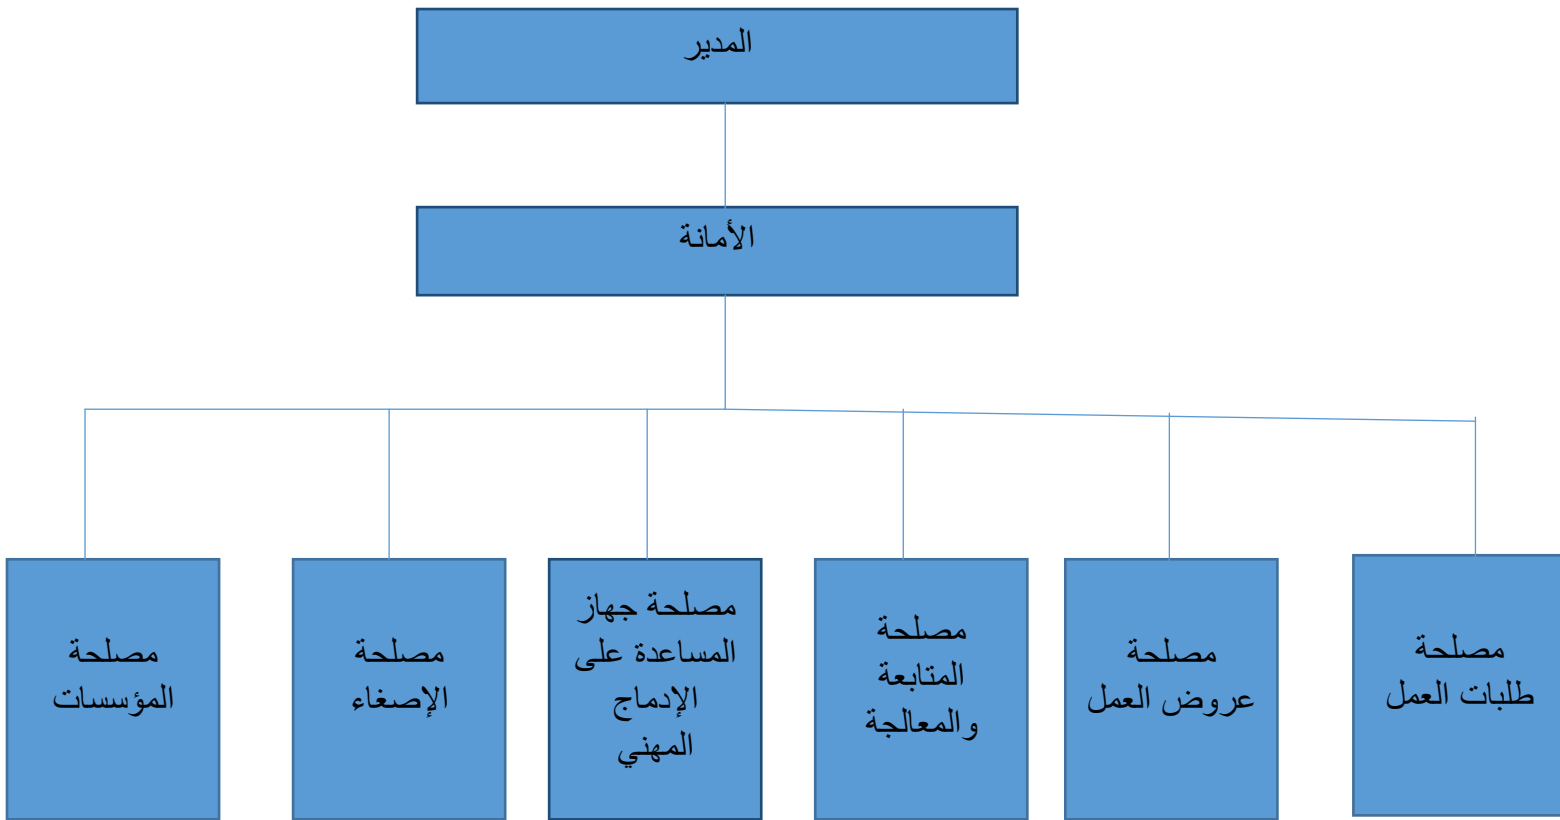 المدير
الأمانة
مصلحة
طلبات العمل
مصلحة
عروض العمل
مصلحة
المتابعة
والمعالجة
مصلحة جهاز
المساعدة على
الإدماج
المهني
مصلحة
الإصغاء
مصلحة
المؤسسات